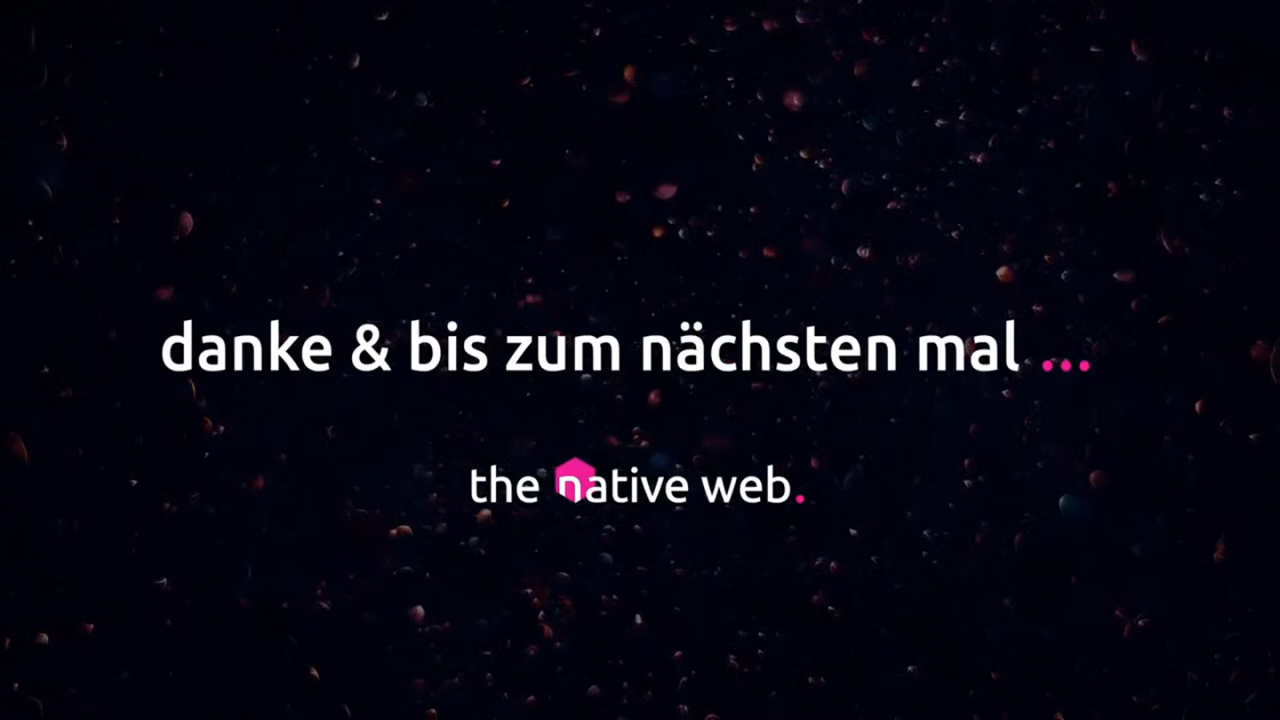 danke & bis zum nächsten mal ...
the native web.